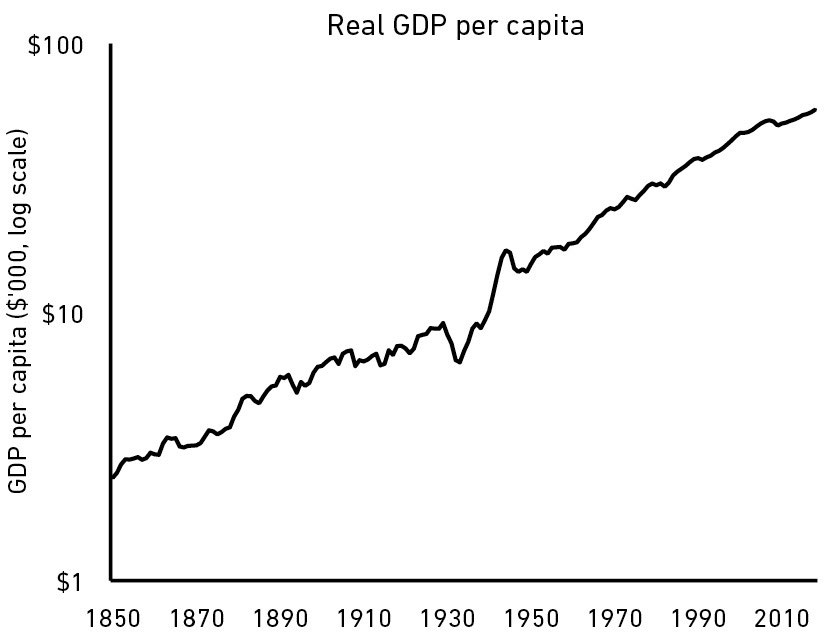 Real GDP per capita
GDP per capita ($'000, log scale)
$100
$10
$1
1850 1870 1890 1910 1930 1950 1970 1990 2010